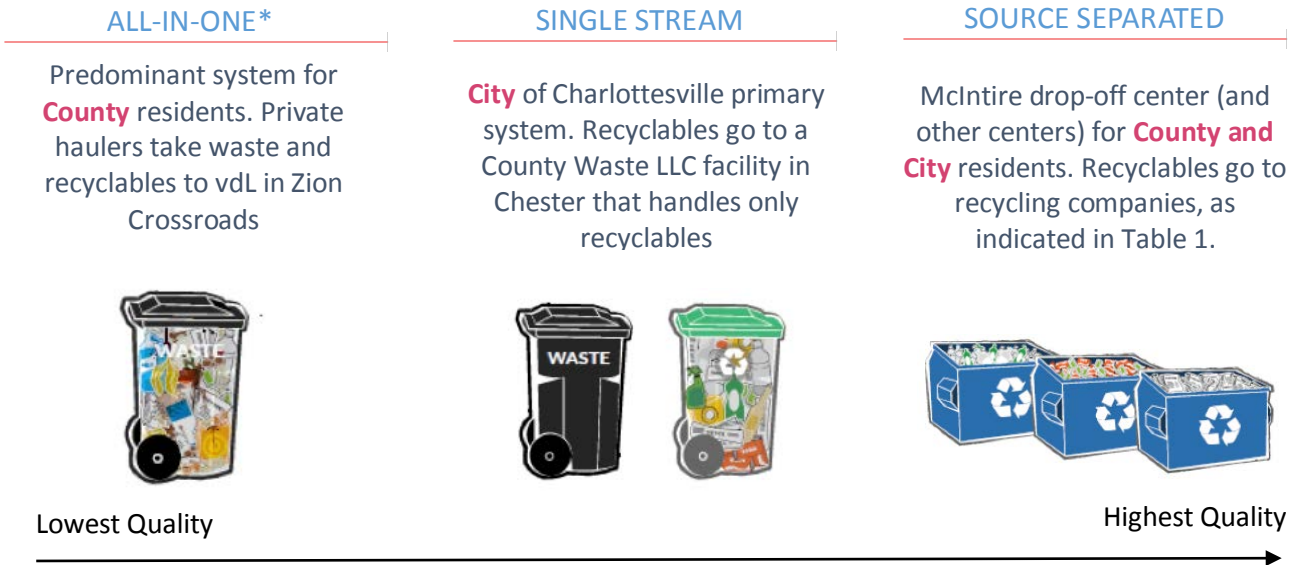 ALL-IN-ONE*
Predominant system for
County residents. Private
haulers take waste and
recyclables to vdL in Zion
Crossroads
SINGLE STREAM
City of Charlottesville primary
system. Recyclables go to a
County Waste LLC facility in
Chester that handles only
recyclables
SOURCE SEPARATED
McIntire drop-off center (and
other centers) for County and
City residents. Recyclables go to
recycling companies, as
indicated in Table 1.
WASTE
WASTE
Lowest Quality
Highest Quality